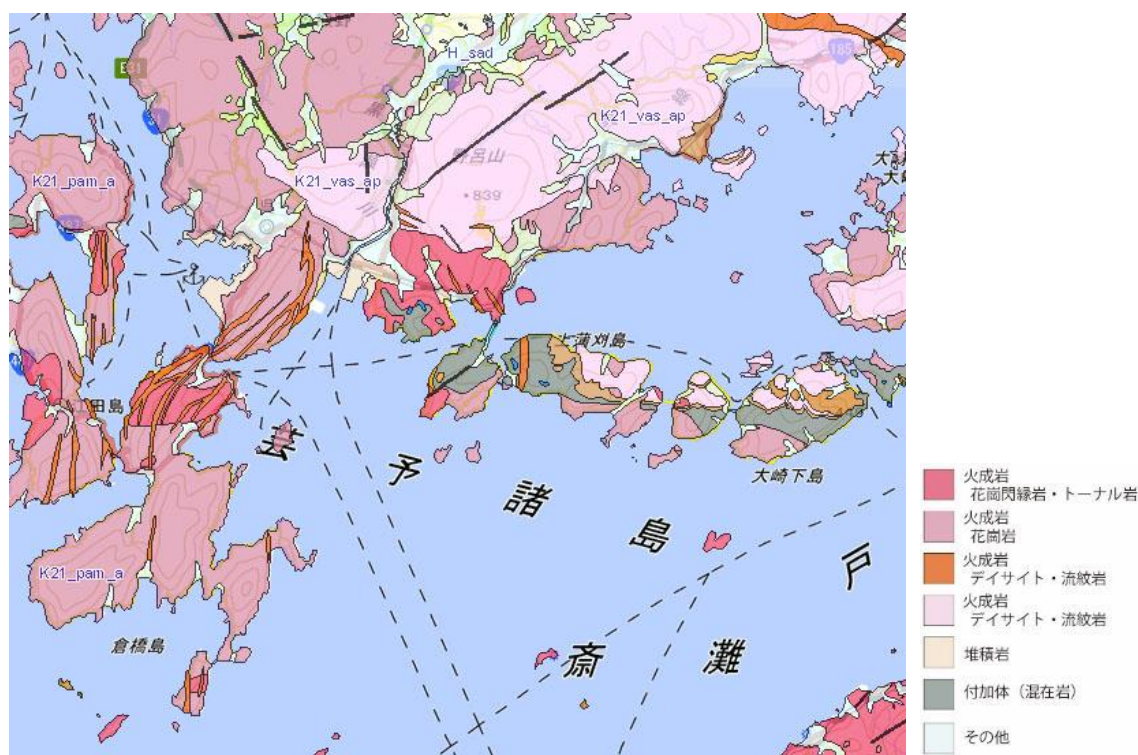 H_sad
E31
185
K21_vas_ap
野呂山
K21_pam_a
K21_vas_ap
・839
487
上蒲刈島
江田島
大崎下島
芸予諸島
戸
K21_pam_a
倉橋島
斎灘
火成岩
花崗閃緑岩・トーナル岩
火成岩
花崗岩
火成岩
デイサイト・流紋岩
火成岩
デイサイト・流紋岩
堆積岩
付加体（混在岩）
その他